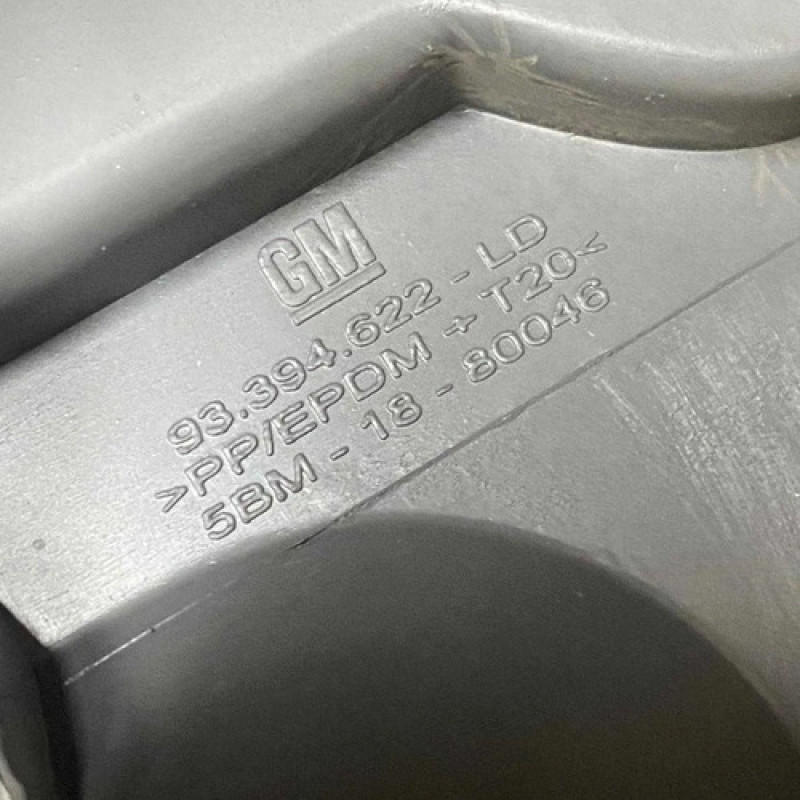 GM
93.394.622 - LD
>PP/EPDM + T20<
5BM - 18 - 80046